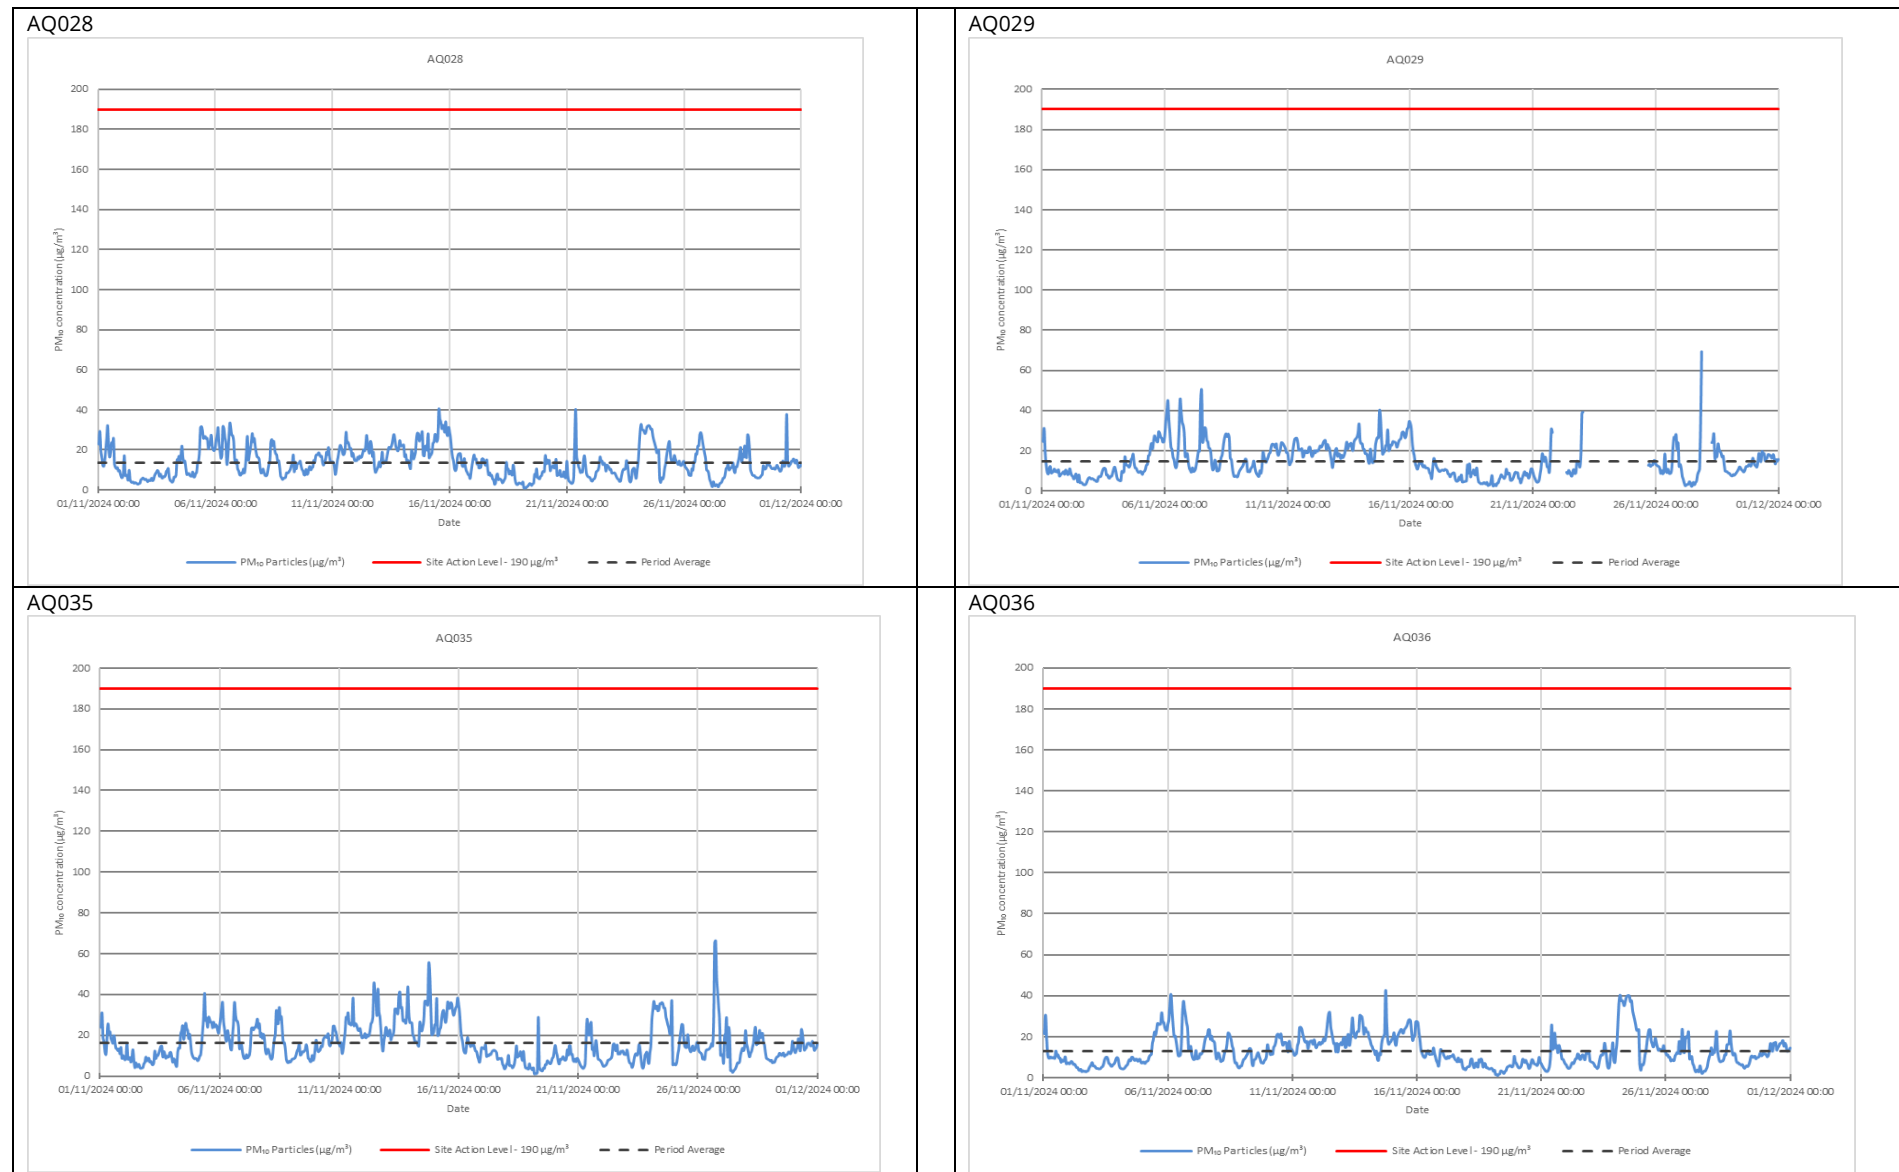 AQ028
AQ028
200
180
160
140
120
100
80
60
40
20
0
PM₁₀ concentration (µg/m³)
01/11/2024 00:00 06/11/2024 00:00 11/11/2024 00:00 16/11/2024 00:00 21/11/2024 00:00 26/11/2024 00:00 01/12/2024 00:00
Date
PM₁₀ Particles (µg/m³) Site Action Level - 190 µg/m³ Period Average
AQ029
AQ029
200
180
160
140
120
100
80
60
40
20
0
PM₁₀ concentration (µg/m³)
01/11/2024 00:00 06/11/2024 00:00 11/11/2024 00:00 16/11/2024 00:00 21/11/2024 00:00 26/11/2024 00:00 01/12/2024 00:00
Date
PM₁₀ Particles (µg/m³) Site Action Level - 190 µg/m³ Period Average
AQ035
AQ035
200
180
160
140
120
100
80
60
40
20
0
PM₁₀ concentration (µg/m³)
01/11/2024 00:00 06/11/2024 00:00 11/11/2024 00:00 16/11/2024 00:00 21/11/2024 00:00 26/11/2024 00:00 01/12/2024 00:00
Date
PM₁₀ Particles (µg/m³) Site Action Level - 190 µg/m³ Period Average
AQ036
AQ036
200
180
160
140
120
100
80
60
40
20
0
PM₁₀ concentration (µg/m³)
01/11/2024 00:00 06/11/2024 00:00 11/11/2024 00:00 16/11/2024 00:00 21/11/2024 00:00 26/11/2024 00:00 01/12/2024 00:00
Date
PM₁₀ Particles (µg/m³) Site Action Level - 190 µg/m³ Period Average